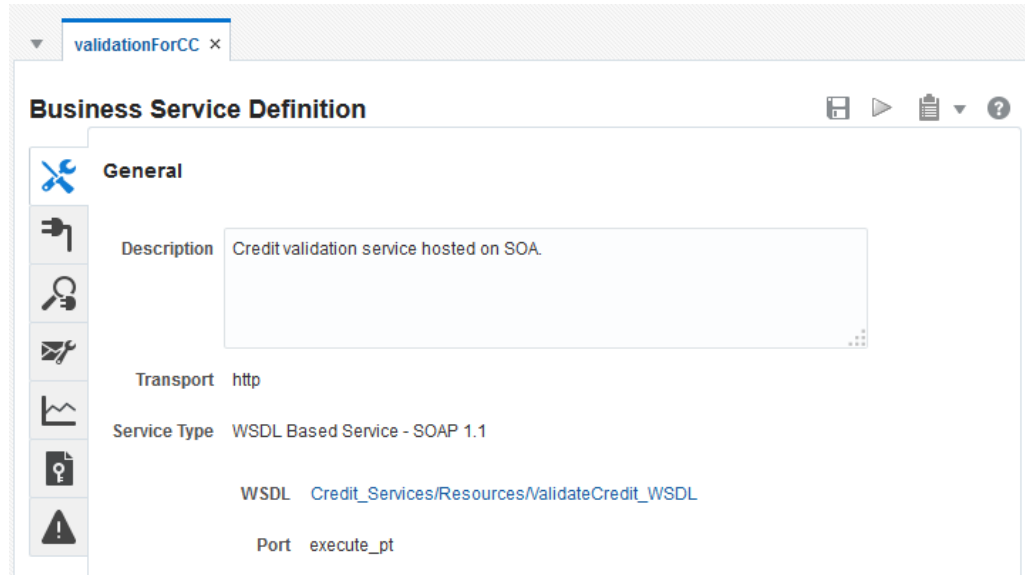 validationForCC ×
Business Service Definition
General
Description Credit validation service hosted on SOA.
Transport http
Service Type WSDL Based Service - SOAP 1.1
WSDL Credit_Services/Resources/ValidateCredit_WSDL
Port execute_pt